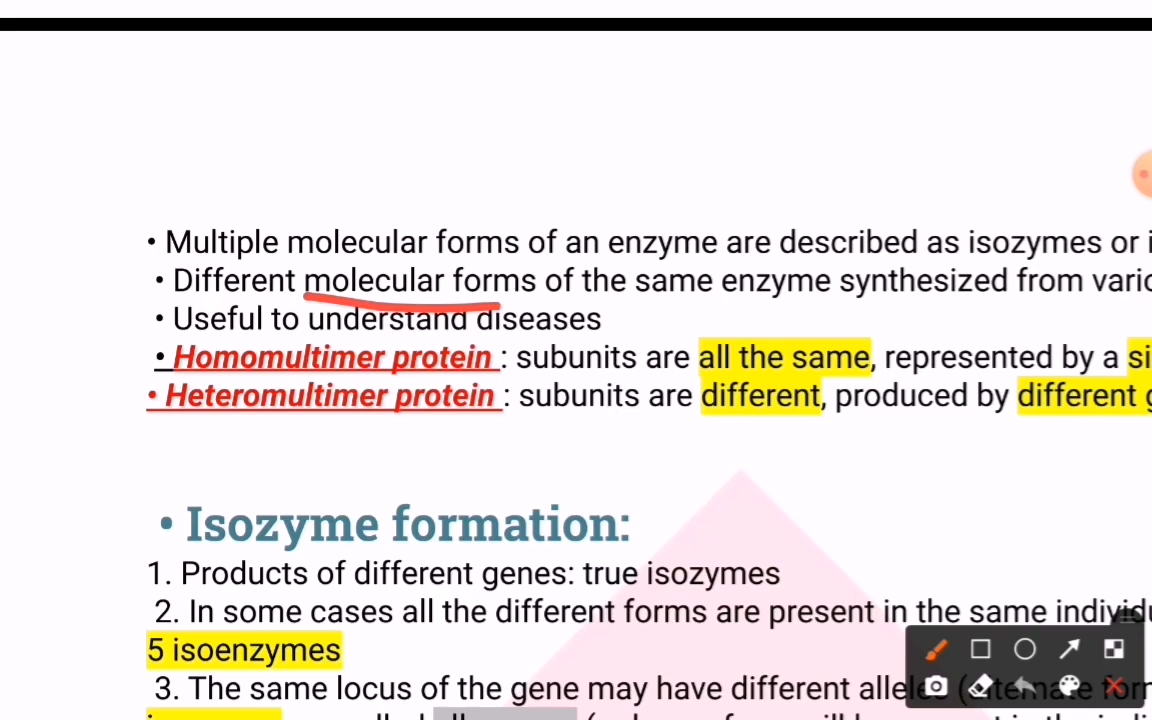 • Multiple molecular forms of an enzyme are described as isozymes or
• Different molecular forms of the same enzyme synthesized from
• Useful to understand diseases
• Homomultimer protein : subunits are all the same, represented by a
• Heteromultimer protein : subunits are different, produced by different
• Isozyme formation:
1. Products of different genes: true isozymes
2. In some cases all the different forms are present in the same
5 isoenzymes
3. The same locus of the gene may have different